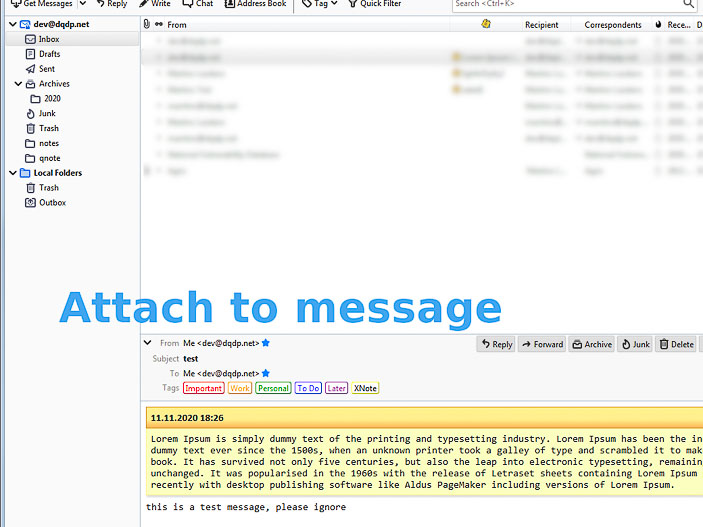 Get Messages Reply Write Chat Address Book Tag Quick Filter Search <Ctrl+K>
dev@dqdp.net
From Recipient Correspondents Rece... D
Inbox
Drafts
Sent
Archives
2020
Junk
Trash
notes
qnote
Local Folders
Trash
Outbox
Attach to message
From Me <dev@dqdp.net> Reply Forward Archive Junk Delete
Subject test
To Me <dev@dqdp.net>
Tags Important Work Personal To Do Later XNote
11.11.2020 18:26
Lorem Ipsum is simply dummy text of the printing and typesetting industry. Lorem Ipsum has been the in
dummy text ever since the 1500s, when an unknown printer took a galley of type and scrambled it to mak
book. It has survived not only five centuries, but also the leap into electronic typesetting, remainin
unchanged. It was popularised in the 1960s with the release of Letraset sheets containing Lorem Ipsum
recently with desktop publishing software like Aldus PageMaker including versions of Lorem Ipsum.
this is a test message, please ignore